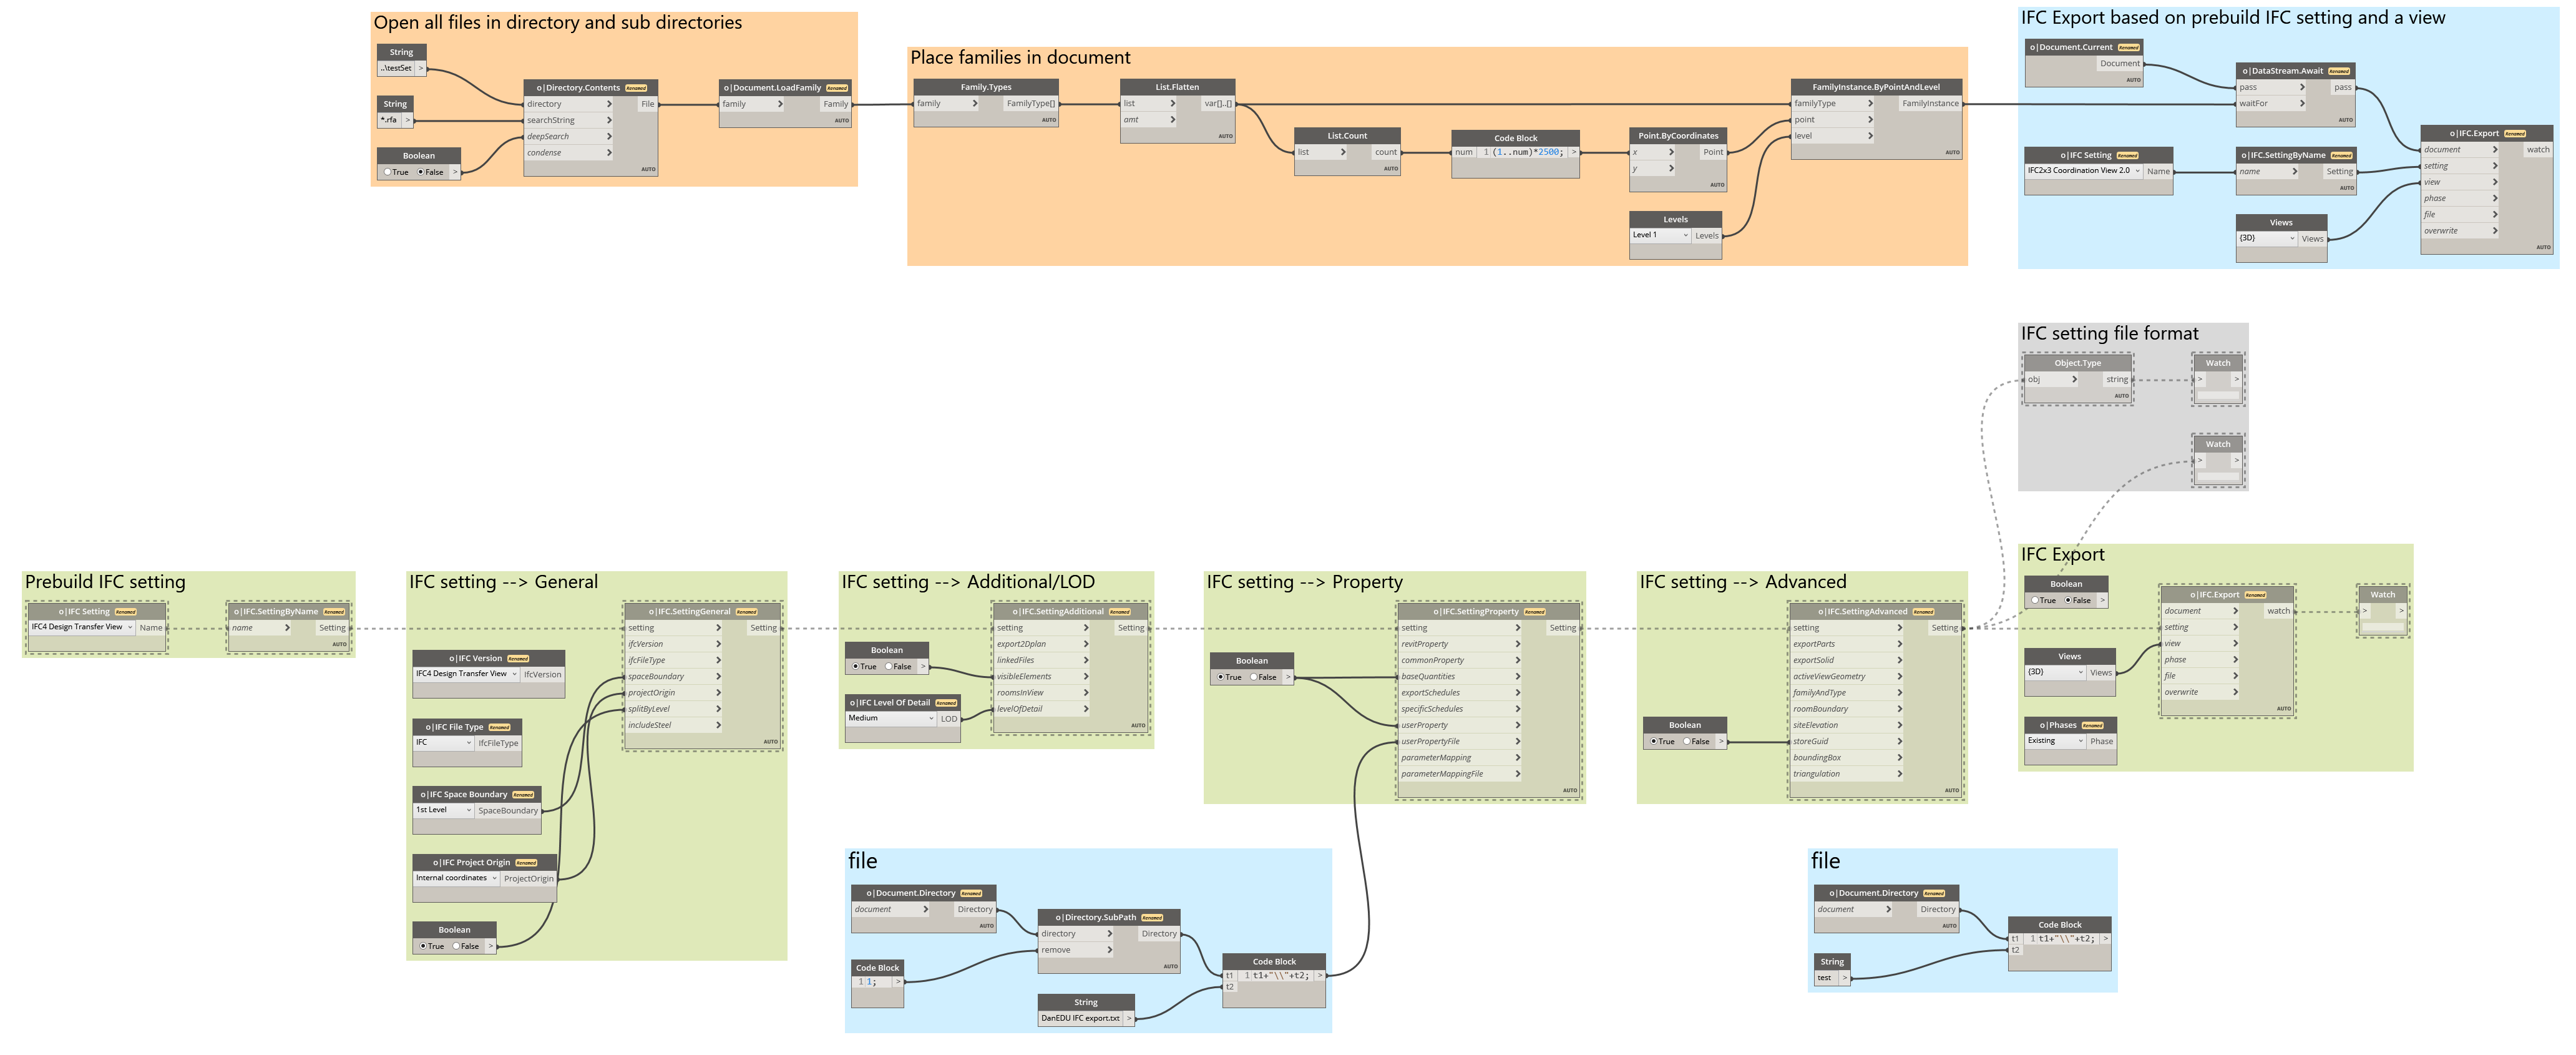 Open all files in directory and sub directories
String
..\testSet >
String
*.rfa >
Boolean
True False >
o|Directory.Contents Renamed
directory > File
searchString >
deepSearch >
condense >
AUTO
o|Document.LoadFamily Renamed
family > Family
AUTO
Place families in document
Family.Types
family > FamilyType[]
AUTO
List.Flatten
list > var[]..[]
amt >
AUTO
List.Count
list > count
AUTO
Code Block
num 1 (1..num)*2500; >
Point.ByCoordinates
x > Point
y >
AUTO
Levels
Level 1 Levels
FamilyInstance.ByPointAndLevel
familyType > FamilyInstance
point >
level >
AUTO
IFC Export based on prebuild IFC setting and a view
o|Document.Current Renamed
Document
AUTO
o|DataStream.Await Renamed
pass > pass
waitFor >
AUTO
o|IFC Setting Renamed
IFC2x3 Coordination View 2.0 Name
o|IFC.SettingByName Renamed
name > Setting
AUTO
Views
{3D} Views
o|IFC.Export Renamed
document > watch
setting >
view >
phase >
file >
overwrite >
AUTO
IFC setting file format
Object.Type
obj > string
AUTO
Watch
> >
Watch
> >
Prebuild IFC setting
o|IFC Setting Renamed
IFC4 Design Transfer View Name
o|IFC.SettingByName Renamed
name > Setting
AUTO
IFC setting --> General
o|IFC Version Renamed
IFC4 Design Transfer View IfcVersion
o|IFC File Type Renamed
IFC IfcFileType
o|IFC Space Boundary Renamed
1st Level SpaceBoundary
o|IFC Project Origin Renamed
Internal coordinates ProjectOrigin
Boolean
True False >
o|IFC.SettingGeneral Renamed
setting > Setting
ifcVersion >
ifcFileType >
spaceBoundary >
projectOrigin >
splitByLevel >
includeSteel >
AUTO
IFC setting --> Additional/LOD
Boolean
True False >
o|IFC Level Of Detail Renamed
Medium LOD
o|IFC.SettingAdditional Renamed
setting > Setting
export2Dplan >
linkedFiles >
visibleElements >
roomsInView >
levelOfDetail >
AUTO
IFC setting --> Property
Boolean
True False >
o|IFC.SettingProperty Renamed
setting > Setting
revitProperty >
commonProperty >
baseQuantities >
exportSchedules >
specificSchedules >
userProperty >
userPropertyFile >
parameterMapping >
parameterMappingFile >
AUTO
IFC setting --> Advanced
Boolean
True False >
o|IFC.SettingAdvanced Renamed
setting > Setting
exportParts >
exportSolid >
activeViewGeometry >
familyAndType >
roomBoundary >
siteElevation >
storeGuid >
boundingBox >
triangulation >
AUTO
IFC Export
Boolean
True False >
Views
{3D} Views
o|Phases Renamed
Existing Phase
o|IFC.Export Renamed
document > watch
setting >
view >
phase >
file >
overwrite >
AUTO
Watch
> >
file
o|Document.Directory Renamed
document > Directory
AUTO
Code Block
1 1; >
o|Directory.SubPath Renamed
directory > Directory
remove >
AUTO
String
DanEDU IFC export.txt >
Code Block
t1 1 t1+"\\"+t2; >
t2
file
o|Document.Directory Renamed
document > Directory
AUTO
String
test >
Code Block
t1 1 t1+"\\"+t2; >
t2